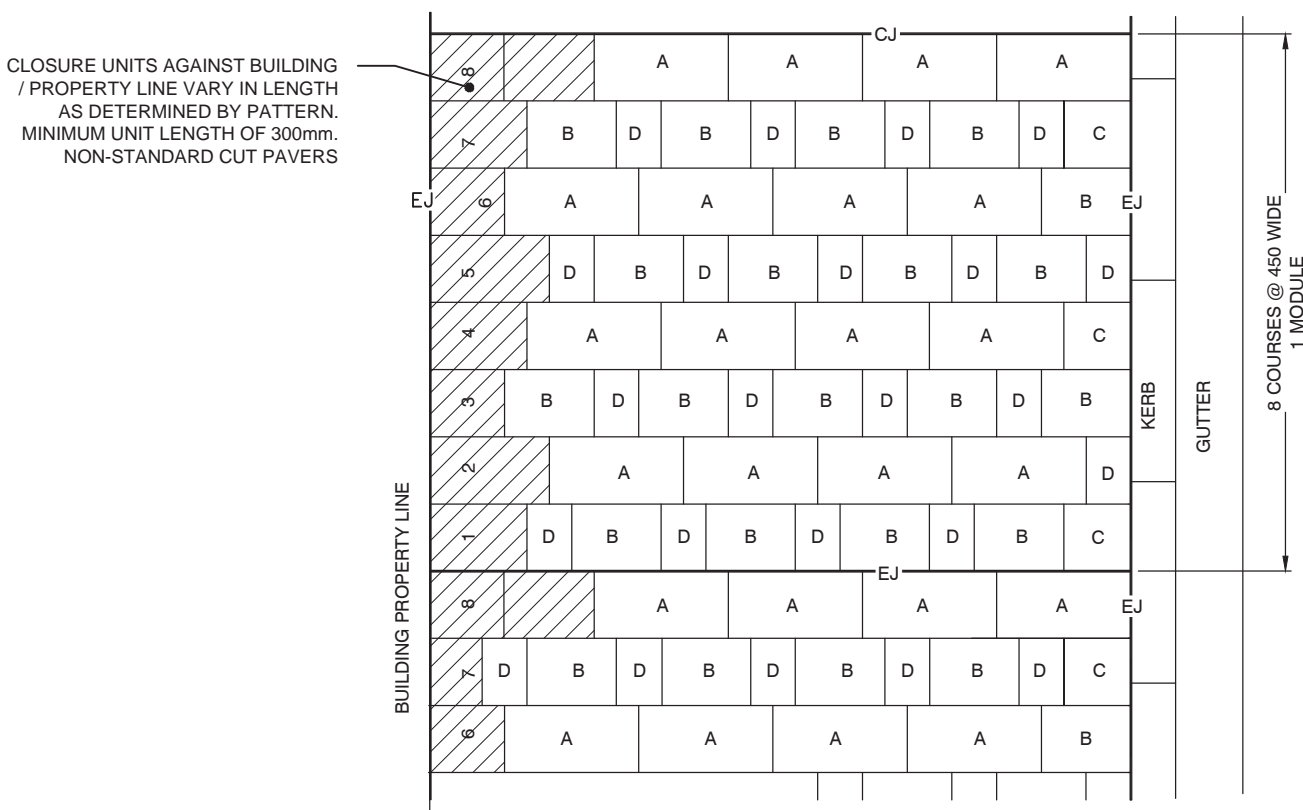 CLOSURE UNITS AGAINST BUILDING
/ PROPERTY LINE VARY IN LENGTH
AS DETERMINED BY PATTERN.
MINIMUM UNIT LENGTH OF 300mm.
NON-STANDARD CUT PAVERS
CJ
8 A A A A
7 B D B D B D B D C
EJ 6 A A A A B EJ
5 D B D B D B D B D
4 A A A A C
3 B D B D B D B D B
2 A A A A D
1 D B D B D B D B C
EJ
8 A A A A EJ
7 D B D B D B D B D C
6 A A A A B
BUILDING PROPERTY LINE
KERB
GUTTER
8 COURSES @ 450 WIDE
1 MODULE